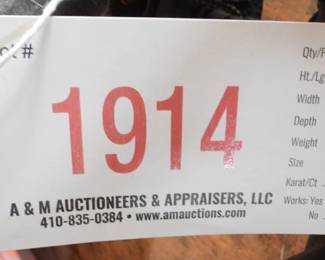 Lot #
1914
A & M AUCTIONEERS & APPRAISERS, LLC
410-835-0384 • www.amauctions.com
Ht./Lg
Width
Depth
Weight
Size
Karat/Ct
Works: Yes
No